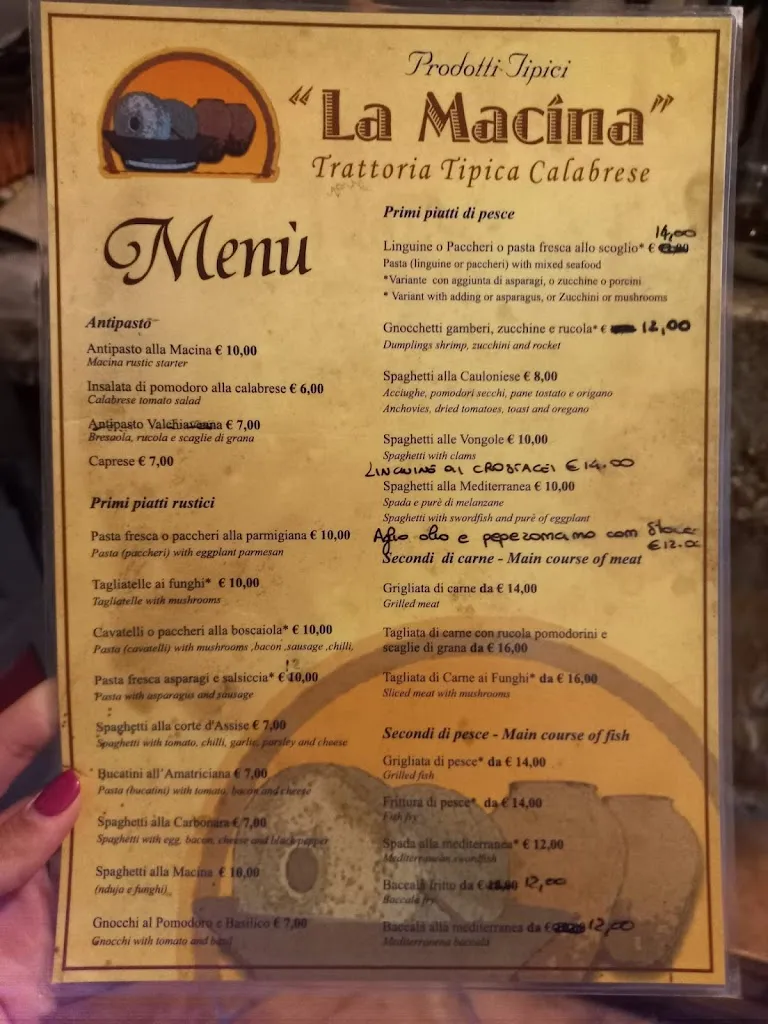 Prodotti Tipici
"La Macina"
Trattoria Tipica Calabrese
Menù
Antipasto
Antipasto alla Macina € 10,00
Macina rustic starter
Insalata di pomodoro alla calabrese € 6,00
Calabrese tomato salad
Antipasto € 7,00
Bresaola, rucola e scaglie di grana
Caprese € 7,00
Primi piatti rustici
Pasta fresca o paccheri alla parmigiana € 10,00
Pasta (paccheri) with eggplant parmesan
Tagliatelle ai funghi* € 10,00
Tagliatelle with mushrooms
Cavatelli o paccheri alla boscaiola* € 10,00
Pasta (cavatelli) with mushrooms ,bacon ,sausage ,chilli,
12
Pasta fresca asparagi e salsiccia* € 10,00
Pasta with asparagus and sausage
Spaghetti alla corte d'Assise € 7,00
Spaghetti with tomato, chilli, garlic, parsley and cheese
Bucatini all'Amatriciana € 7,00
Pasta (bucatini) with tomato, bacon and cheese
Spaghetti alla Carbonara € 7,00
Spaghetti with egg, bacon, cheese and black pepper
Spaghetti alla Macina € 10,00
(nduja e funghi)
Gnocchi al Pomodoro e Basilico € 7,00
Gnocchi with tomato and basil
Primi piutti di pesce
14,00
Linguine o Paccheri o pasta fresca allo scoglio* €
Pasta (linguine or paccheri) with mixed seafood
*Variante con aggiunta di asparagi, o zucchine o porcini
* Variant with adding or asparagus, or Zucchini or mushrooms
Gnocchetti gamberi, zucchine e rucola* € 12,00
Dumplings shrimp, zucchini and rocket
Spaghetti alla Cauloniese € 8,00
Acciughe, pomodori secchi, pane tostato e origano
Anchovies, dried tomatoes, toast and oregano
Spaghetti alle Vongole € 10,00
Spaghetti with clams
LINGUINE AI CROSTACEI € 14.00
Spaghetti alla Mediterranea € 10,00
Spada e purè di melanzane
Spaghetti with swordfish and purè of eggplant
Aglio olio e peperoncino con Stocco
€ 12.00
Secondi di carne - Main course of meat
Grigliata di carne da € 14,00
Grilled meat
Tagliata di carne con rucola pomodorini e
scaglie di grana da € 16,00
Tagliata di Carne ai Funghi* da € 16,00
Sliced meat with mushrooms
Secondi di pesce - Main course of fish
Grigliata di pesce* da € 14,00
Grilled fish
Frittura di pesce* da € 14,00
Fish fry
Spada alla mediterranea* € 12,00
Mediterranean swordfish
Baccalà fritto da € 12,00
Baccalà fry
Baccalà alla mediterranea da € 12,00
Mediterranena baccalà